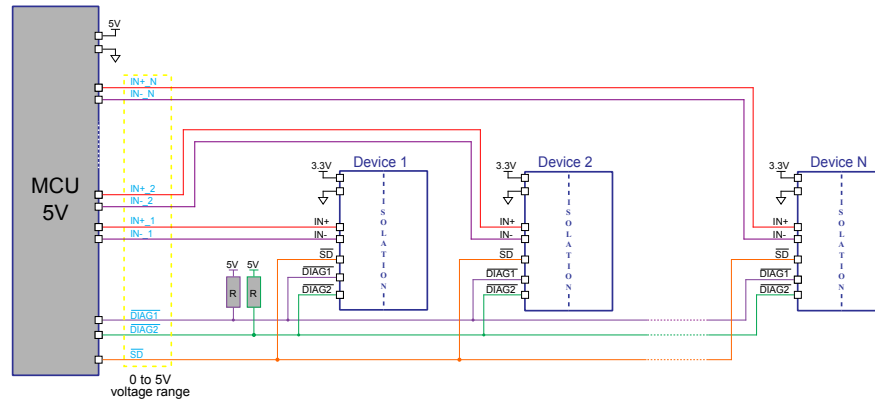 5V
IN+_N
IN-_N
3.3V
Device 1
3.3V
Device 2
3.3V
Device N
MCU
5V
IN+_2
IN-_2
IN+_1
IN-_1
IN+
IN-
SD
DIAG1
DIAG2
ISOLATION
IN+
IN-
SD
DIAG1
DIAG2
ISOLATION
IN+
IN-
SD
DIAG1
DIAG2
ISOLATION
5V
5V
R
R
DIAG1
DIAG2
SD
0 to 5V
voltage range